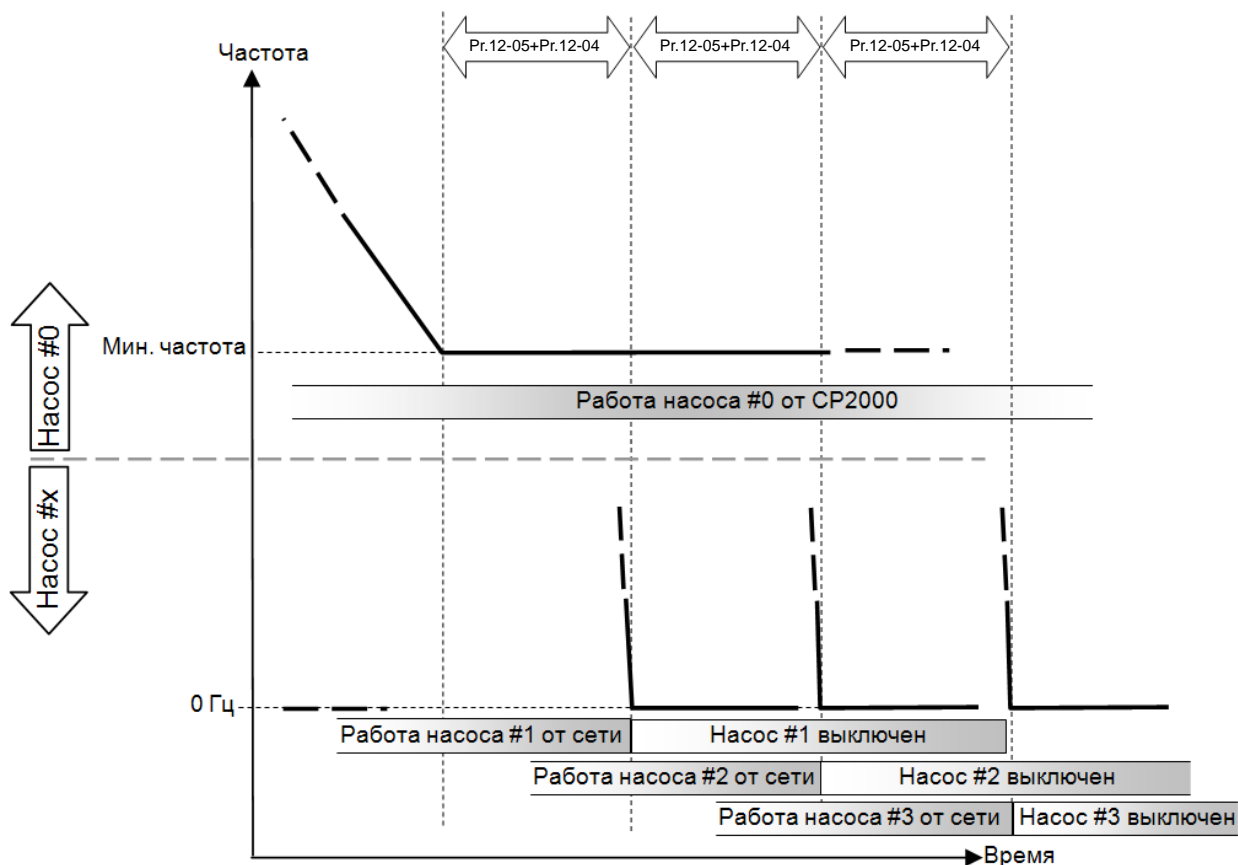 Pr.12-05+Pr.12-04
Pr.12-05+Pr.12-04
Pr.12-05+Pr.12-04
Частота
Насос #0
Мин. частота
Работа насоса #0 от CP2000
Насос #x
0 Гц
Работа насоса #1 от сети
Насос #1 выключен
Работа насоса #2 от сети
Насос #2 выключен
Работа насоса #3 от сети
Насос #3 выключен
Время